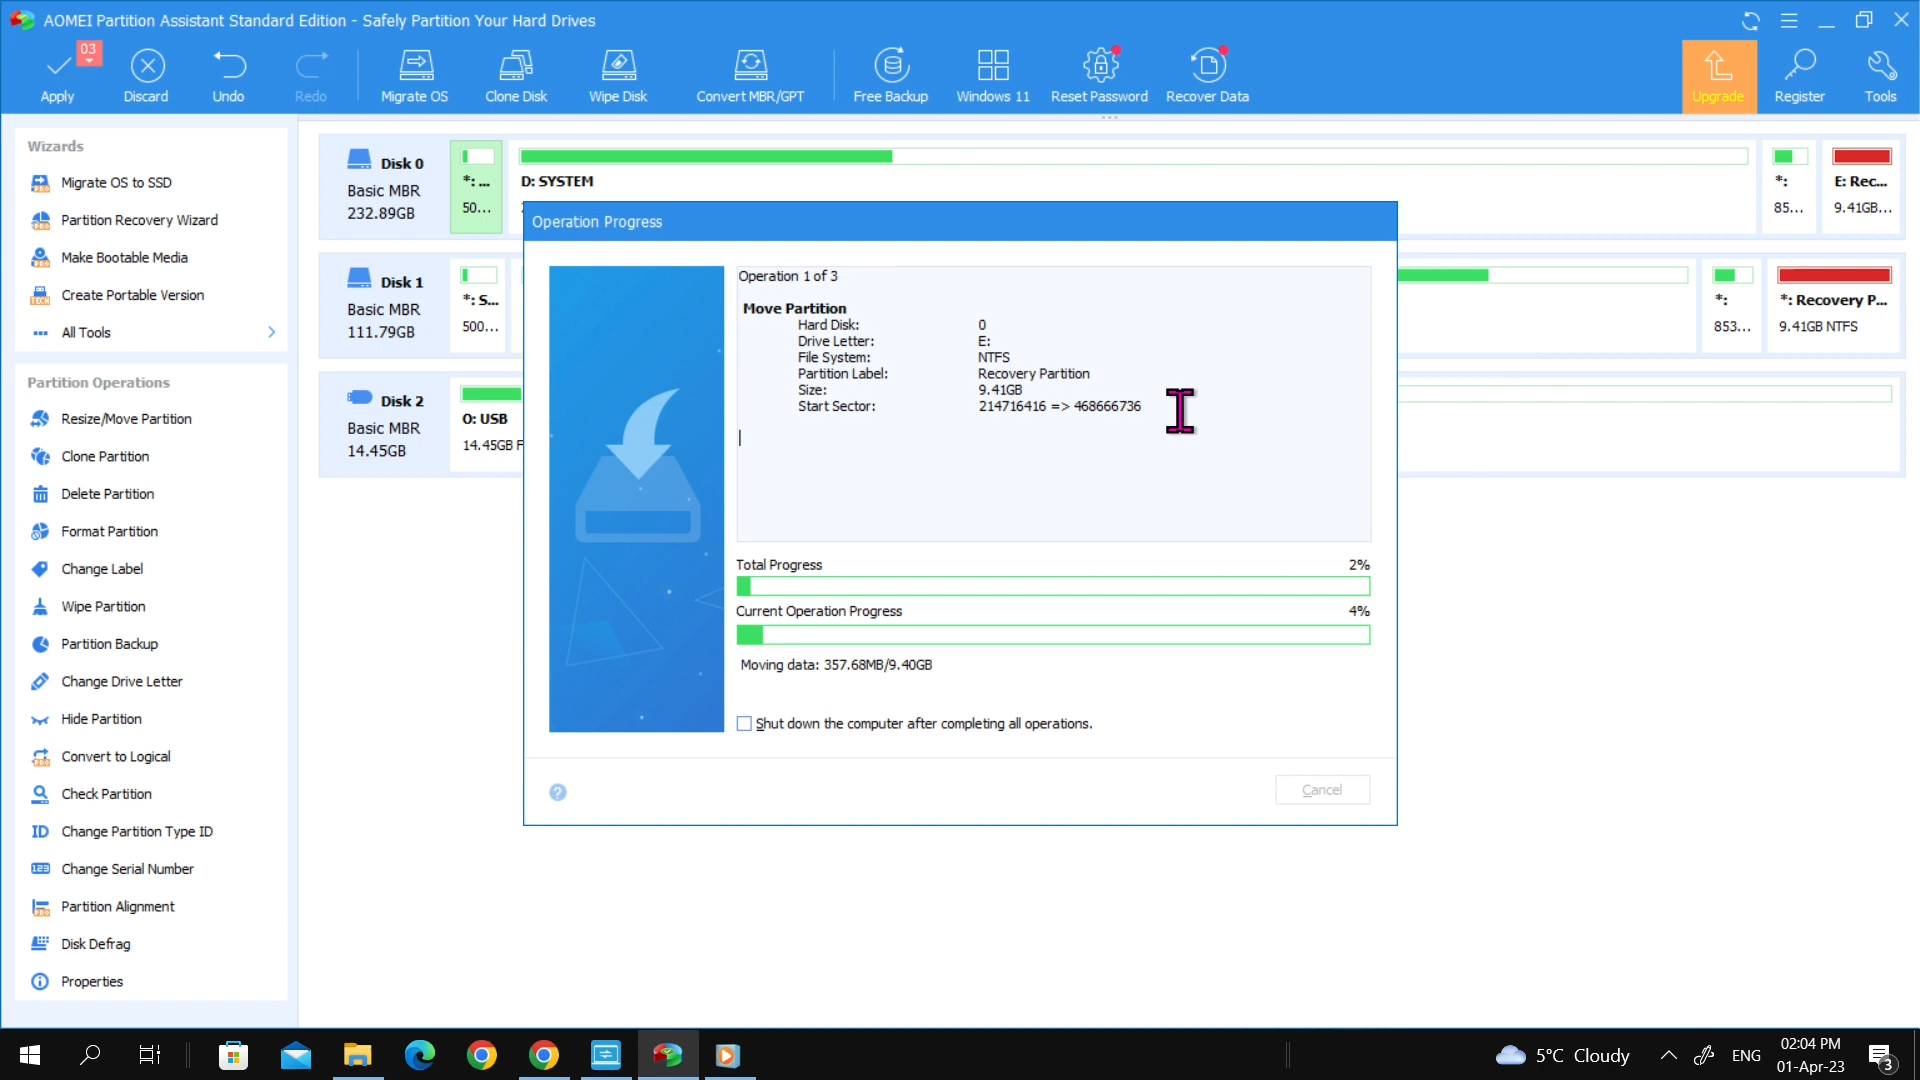 AOMEI Partition Assistant Standard Edition - Safely Partition Your Hard Drives
03
Apply
Discard
Undo
Redo
Migrate OS
Clone Disk
Wipe Disk
Convert MBR/GPT
Free Backup
Windows 11
Reset Password
Recover Data
Upgrade
Register
Tools
Wizards
Migrate OS to SSD
Partition Recovery Wizard
Make Bootable Media
Create Portable Version
All Tools
Partition Operations
Resize/Move Partition
Clone Partition
Delete Partition
Format Partition
Change Label
Wipe Partition
Partition Backup
Change Drive Letter
Hide Partition
Convert to Logical
Check Partition
Change Partition Type ID
Change Serial Number
Partition Alignment
Disk Defrag
Properties
Disk 0
Basic MBR
232.89GB
*: ...
50...
D: SYSTEM
*:
85...
E: Rec...
9.41GB...
Disk 1
Basic MBR
111.79GB
*: S...
500...
*:
853...
*: Recovery P...
9.41GB NTFS
Disk 2
Basic MBR
14.45GB
O: USB
14.45GB F
Operation Progress
Operation 1 of 3
Move Partition
Hard Disk: 0
Drive Letter: E:
File System: NTFS
Partition Label: Recovery Partition
Size: 9.41GB
Start Sector: 214716416 => 468666736
Total Progress 2%
Current Operation Progress 4%
Moving data: 357.68MB/9.40GB
Shut down the computer after completing all operations.
Cancel
5°C Cloudy
ENG
02:04 PM
01-Apr-23
3